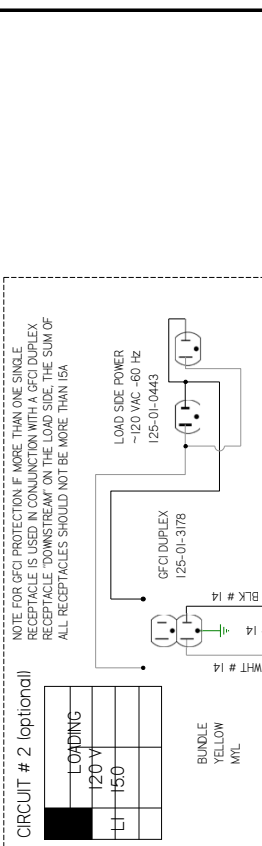 CIRCUIT # 2 (optional)
NOTE FOR GFCI PROTECTION: IF MORE THAN ONE SINGLE
RECEPTACLE IS USED IN CONJUNCTION WITH A GFCI DUPLEX
RECEPTACLE "DOWNSTREAM" ON THE LOAD SIDE, THE SUM OF
ALL RECEPTACLES SHOULD NOT BE MORE THAN 15A
LOADING
120 V
L1 15.0
LOAD SIDE POWER
~120 VAC -60 Hz
125-01-0443
GFCI DUPLEX
125-01-3178
BUNDLE
YELLOW
MYL
WHT # 14
14
BLK # 14